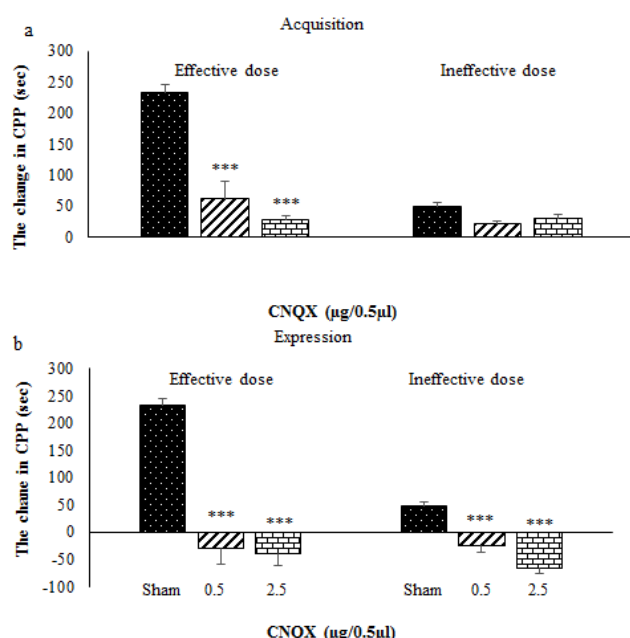 a
Acquisition
The change in CPP (sec)
300
250
200
150
100
50
0
Effective dose
Ineffective dose
***
***
CNQX (µg/0.5µl)
b
Expression
The chane in CPP (sec)
300
250
200
150
100
50
0
-50
-100
Effective dose
Ineffective dose
***
***
***
***
Sham 0.5 2.5 Sham 0.5 2.5
CNQX (µg/0.5µl)